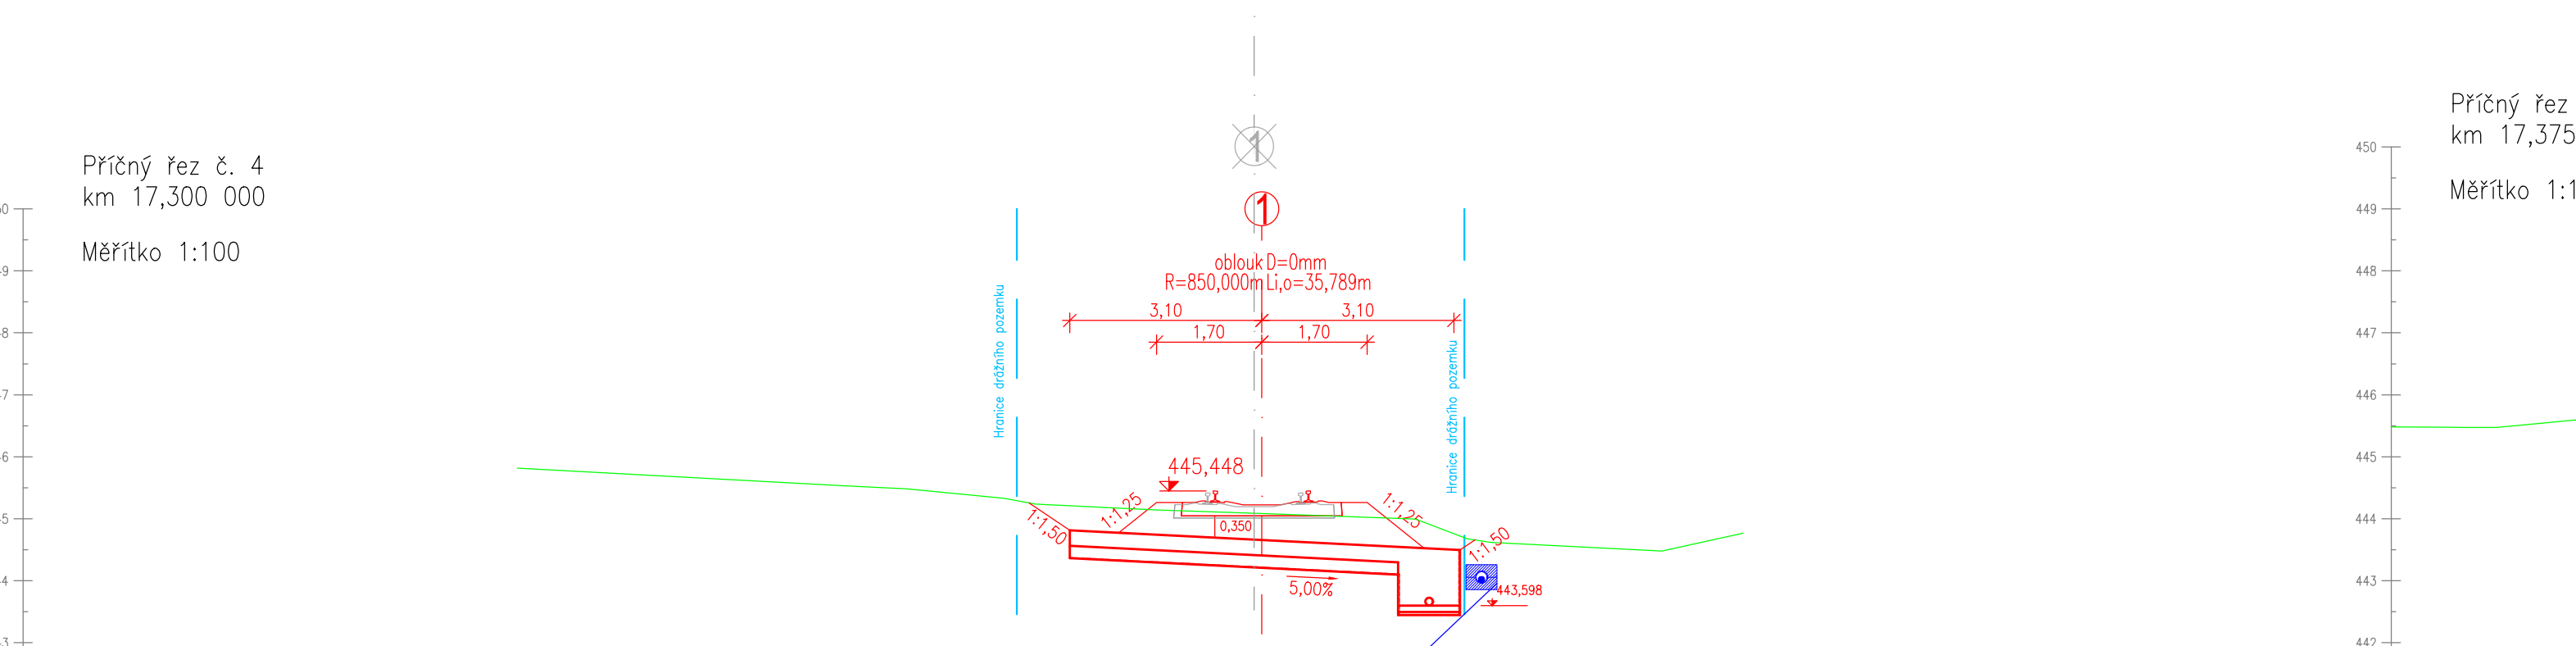 Příčný řez č. 4
km 17,300 000
Měřítko 1:100
1
1
oblouk D=0mm
R=850,000m Li,o=35,789m
3,10 3,10
1,70 1,70
Hranice drážního pozemku
Hranice drážního pozemku
445,448
1:1,50
1:1,25
0,350
1:1,25
1:1,50
5,00%
443,598
450
449
448
447
446
445
444
443
442
Příčný řez
km 17,375
Měřítko 1:1